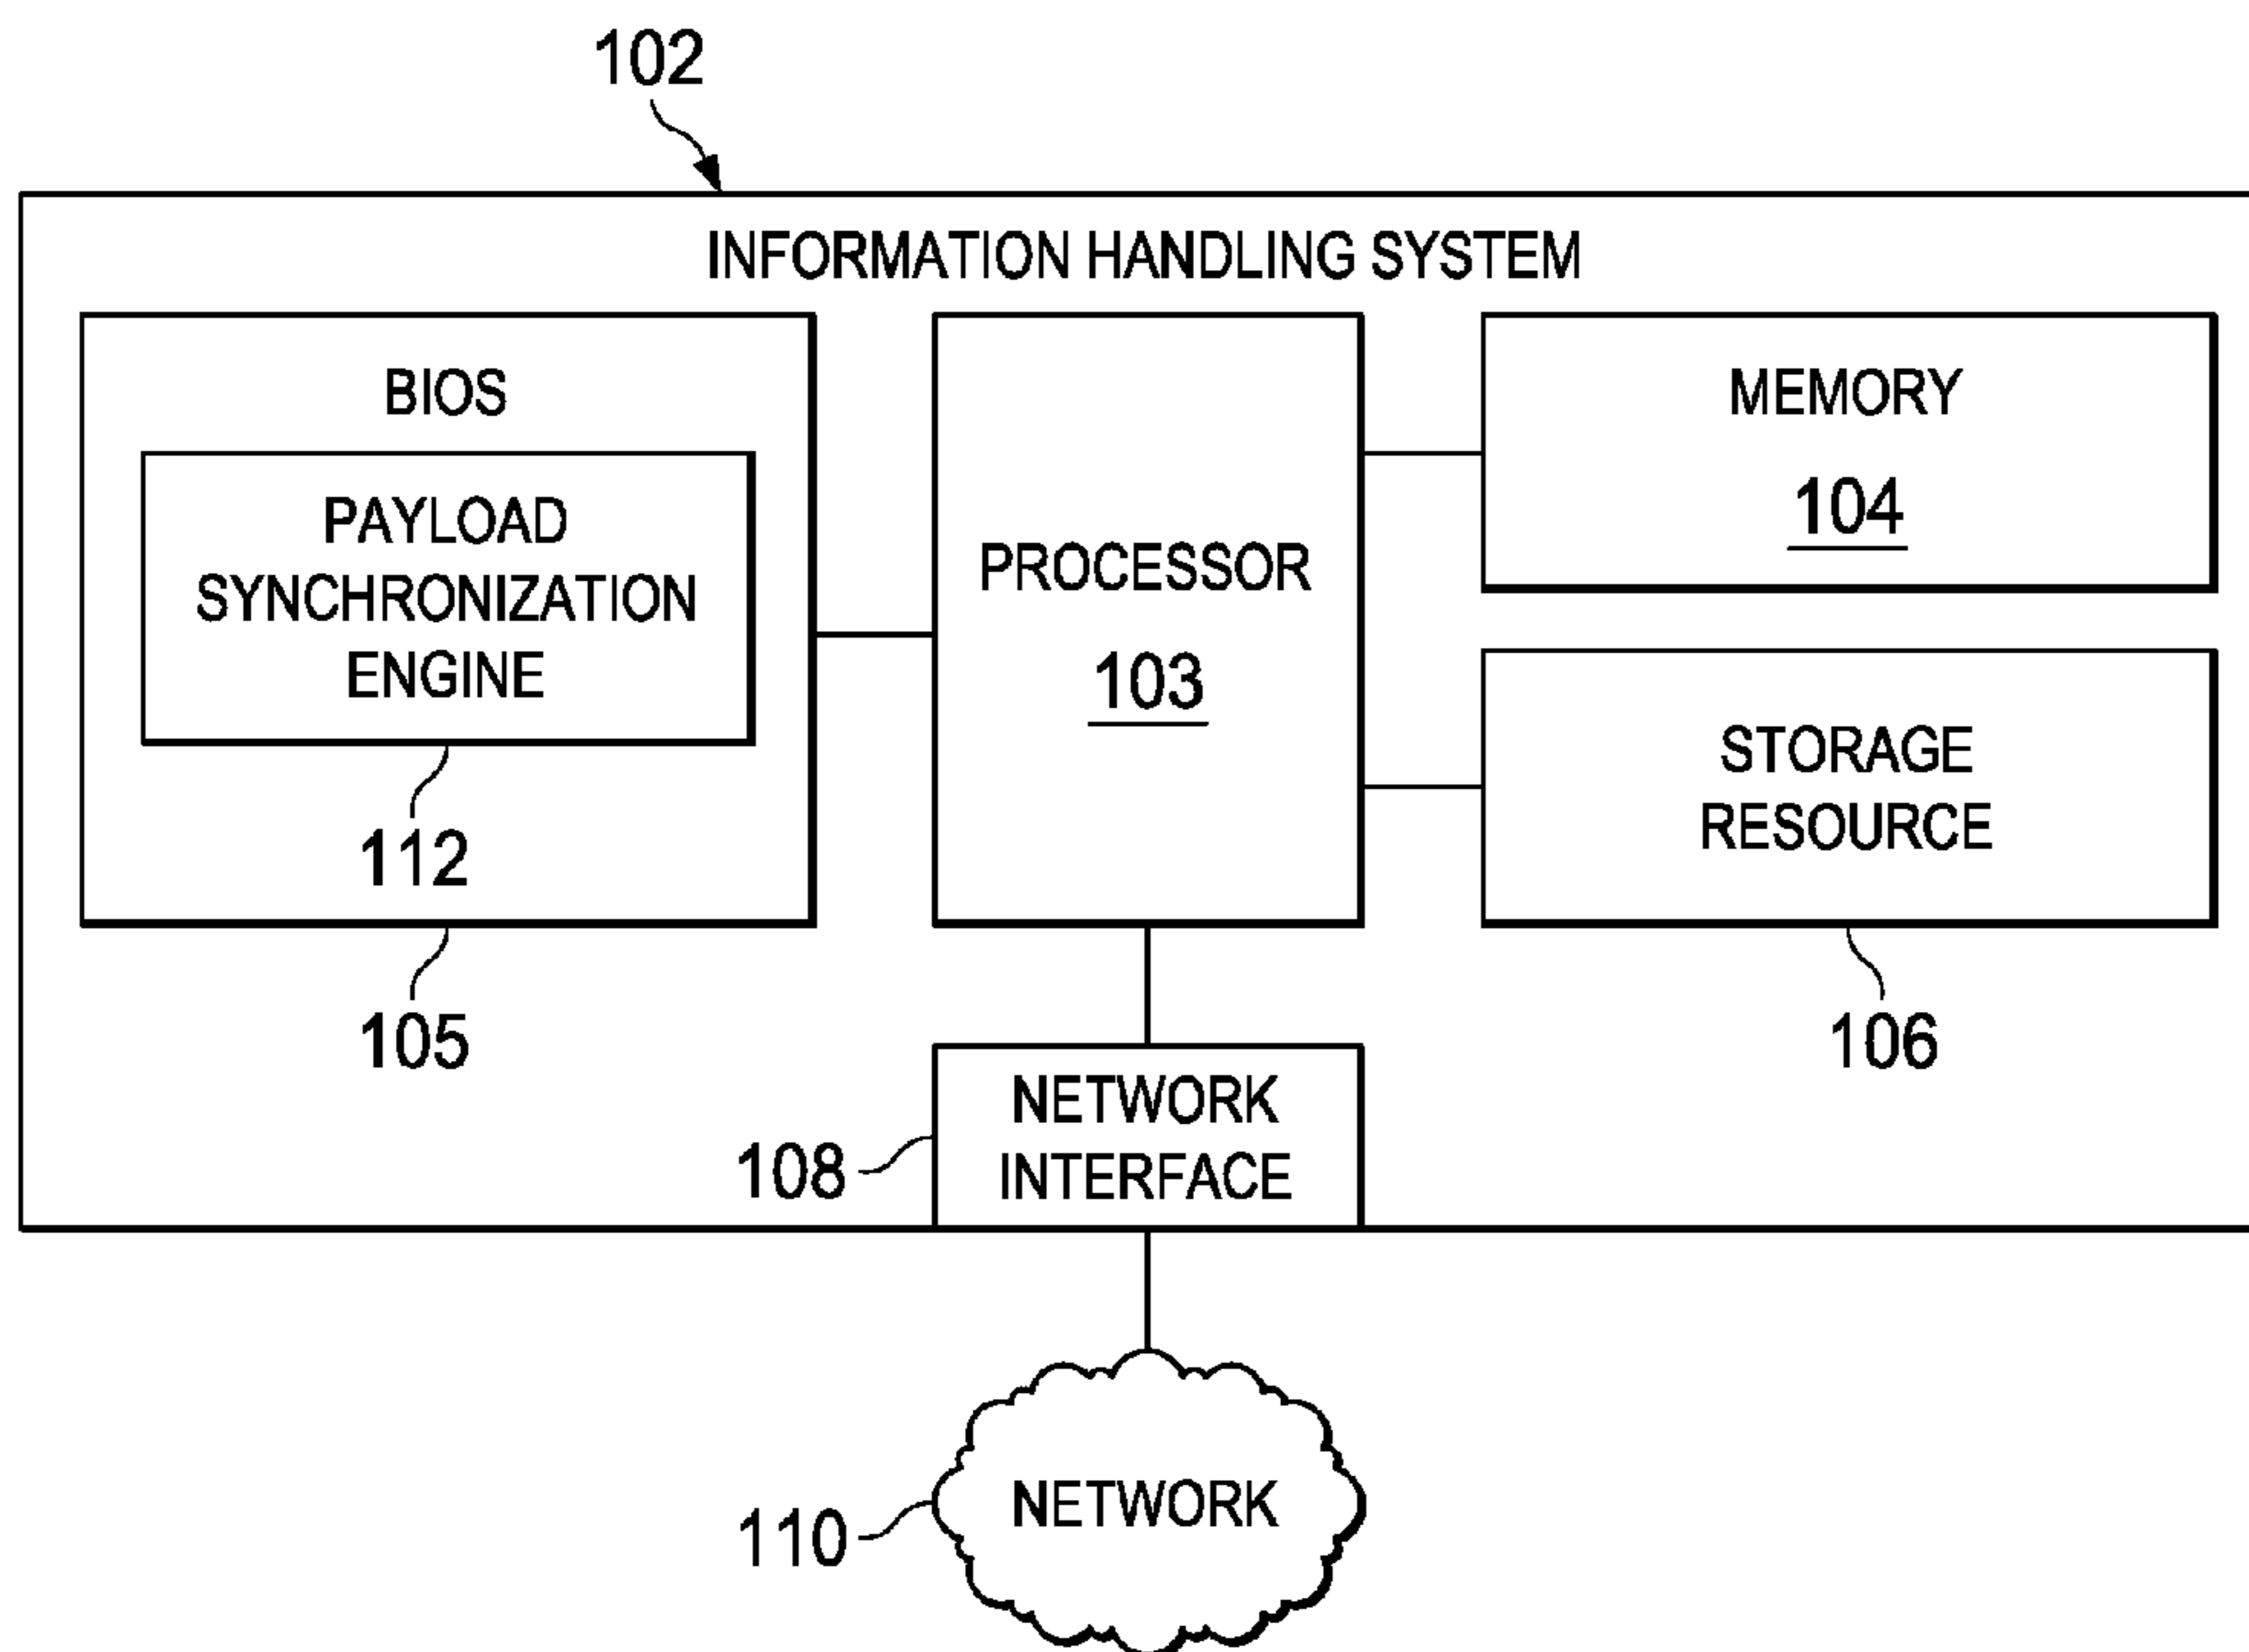 102
INFORMATION HANDLING SYSTEM
BIOS
PAYLOAD
SYNCHRONIZATION
ENGINE
112
105
PROCESSOR
103
MEMORY
104
STORAGE
RESOURCE
106
NETWORK
INTERFACE
108
NETWORK
110